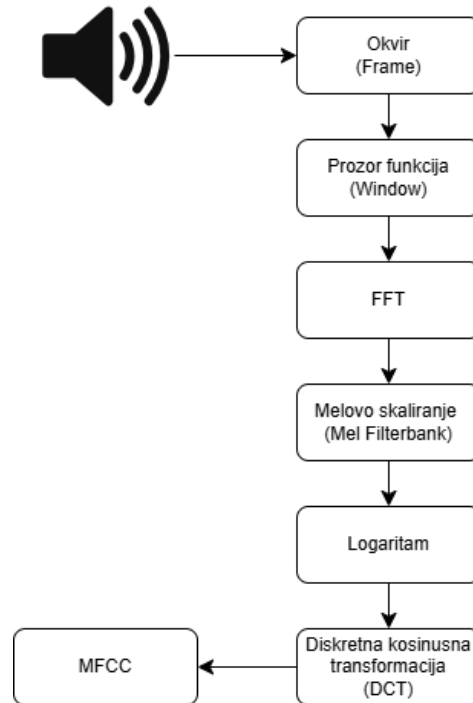 Okvir
(Frame)
Prozor funkcija
(Window)
FFT
Melovo skaliranje
(Mel Filterbank)
Logaritam
Diskretna kosinusna
transformacija
(DCT)
MFCC